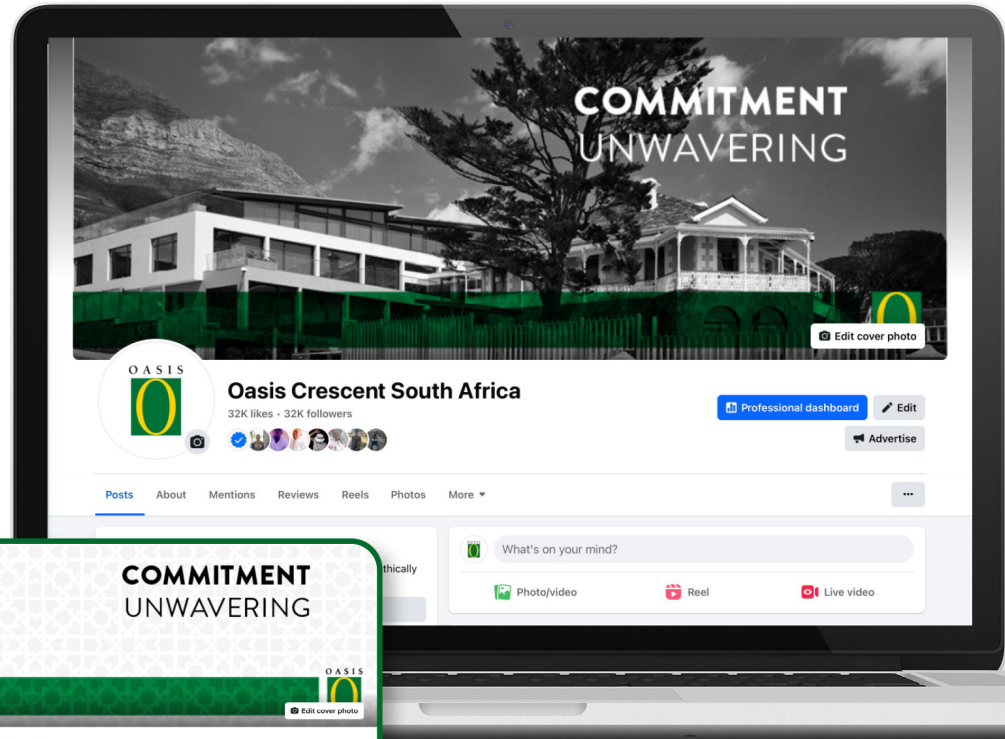 COMMITMENT
UNWAVERING
Edit cover photo
OASIS
Oasis Crescent South Africa
32K likes · 32K followers
Professional dashboard
Edit
Advertise
Posts
About
Mentions
Reviews
Reels
Photos
More
What's on your mind?
thically
Photo/video
Reel
Live video
COMMITMENT
UNWAVERING
OASIS
Edit cover photo